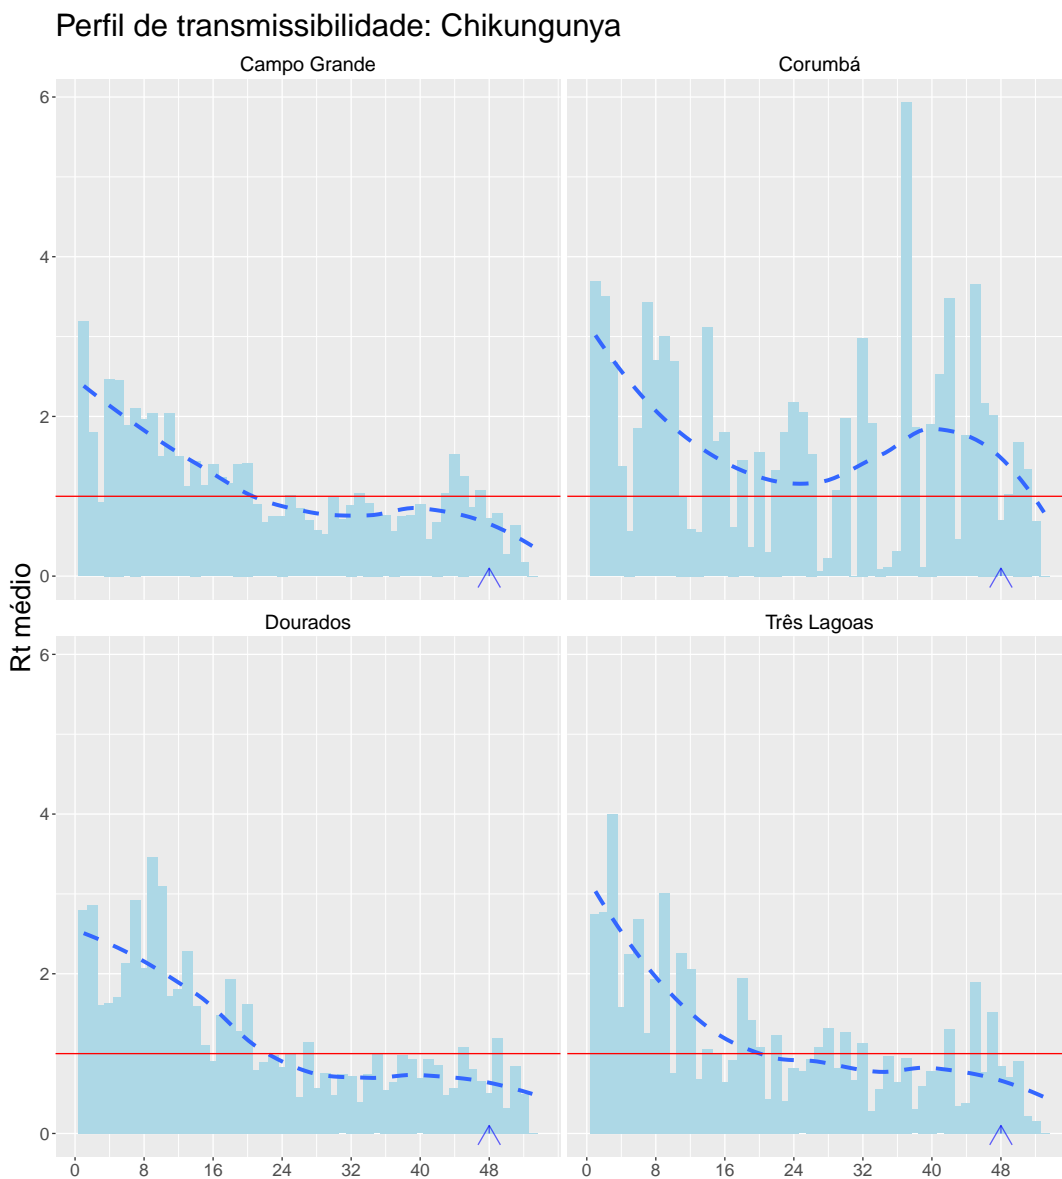 Perfil de transmissibilidade: Chikungunya
Campo Grande
Corumbá
6
4
2
0
Rt médio
Dourados
Três Lagoas
6
4
2
0
0 8 16 24 32 40 48
0 8 16 24 32 40 48